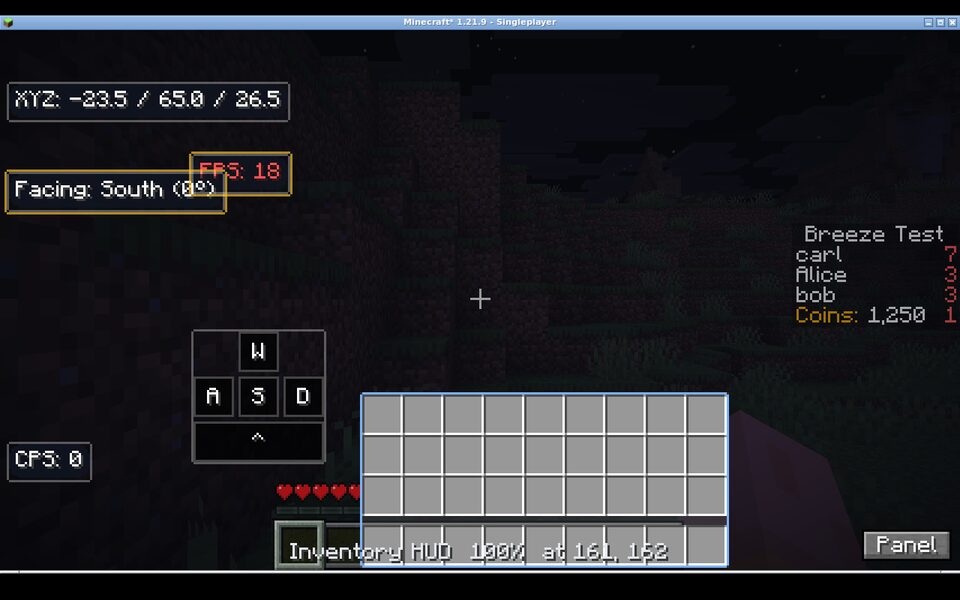 Minecraft* 1.21.9 - Singleplayer
XYZ: -23.5 / 65.0 / 26.5
FPS: 18
Facing: South (0°)
Breeze Test
carl 7
Alice 3
bob 3
Coins: 1,250 1
W
A S D
^
CPS: 0
Inventory HUD 100% at 161, 162
Panel